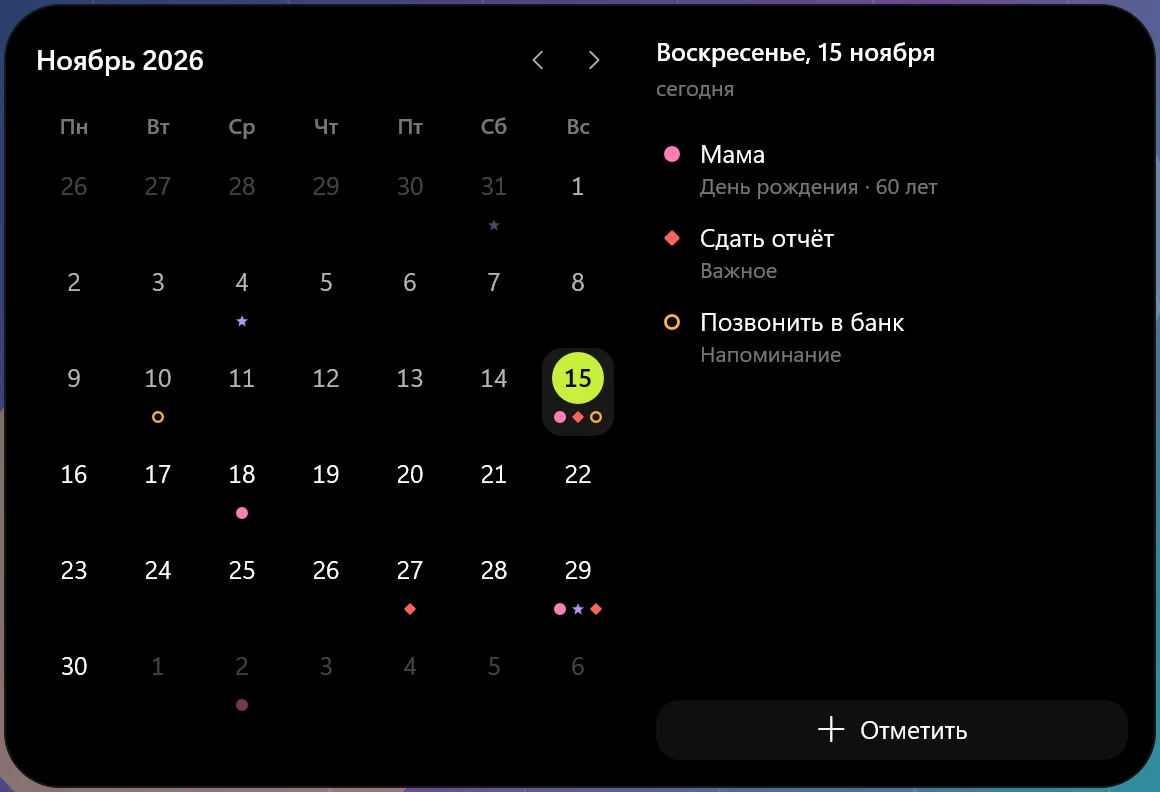 Ноябрь 2026
Пн Вт Ср Чт Пт Сб Вс
26 27 28 29 30 31 1
2 3 4 5 6 7 8
9 10 11 12 13 14 15
16 17 18 19 20 21 22
23 24 25 26 27 28 29
30 1 2 3 4 5 6
Воскресенье, 15 ноября
сегодня
Мама
День рождения · 60 лет
Сдать отчёт
Важное
Позвонить в банк
Напоминание
Отметить